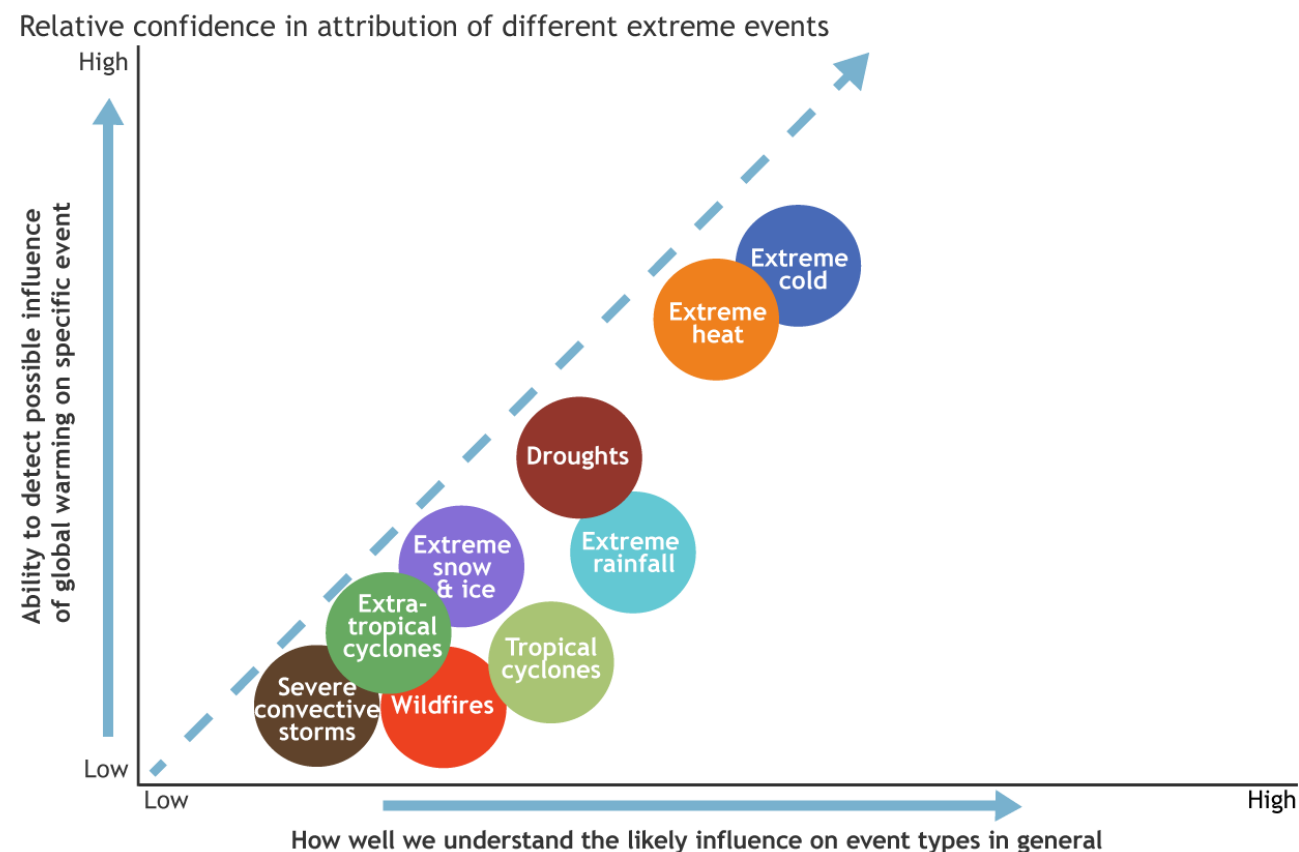 Relative confidence in attribution of different extreme events
High
Ability to detect possible influence
of global warming on specific event
Extreme
cold
Extreme
heat
Droughts
Extreme
rainfall
Extreme
snow
& ice
Extra-
tropical
cyclones
Tropical
cyclones
Severe
convective
storms
Wildfires
Low
Low
High
How well we understand the likely influence on event types in general